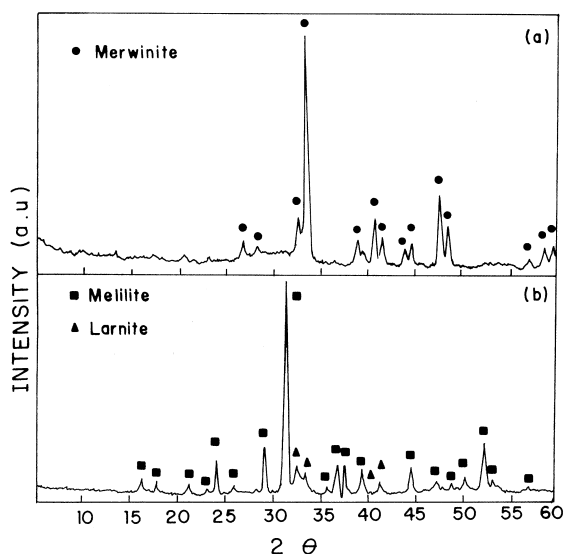 (a)
● Merwinite
INTENSITY (a.u)
■ Melilite
(b)
▲ Larnite
10 15 20 25 30 35 40 45 50 55 60
2 θ